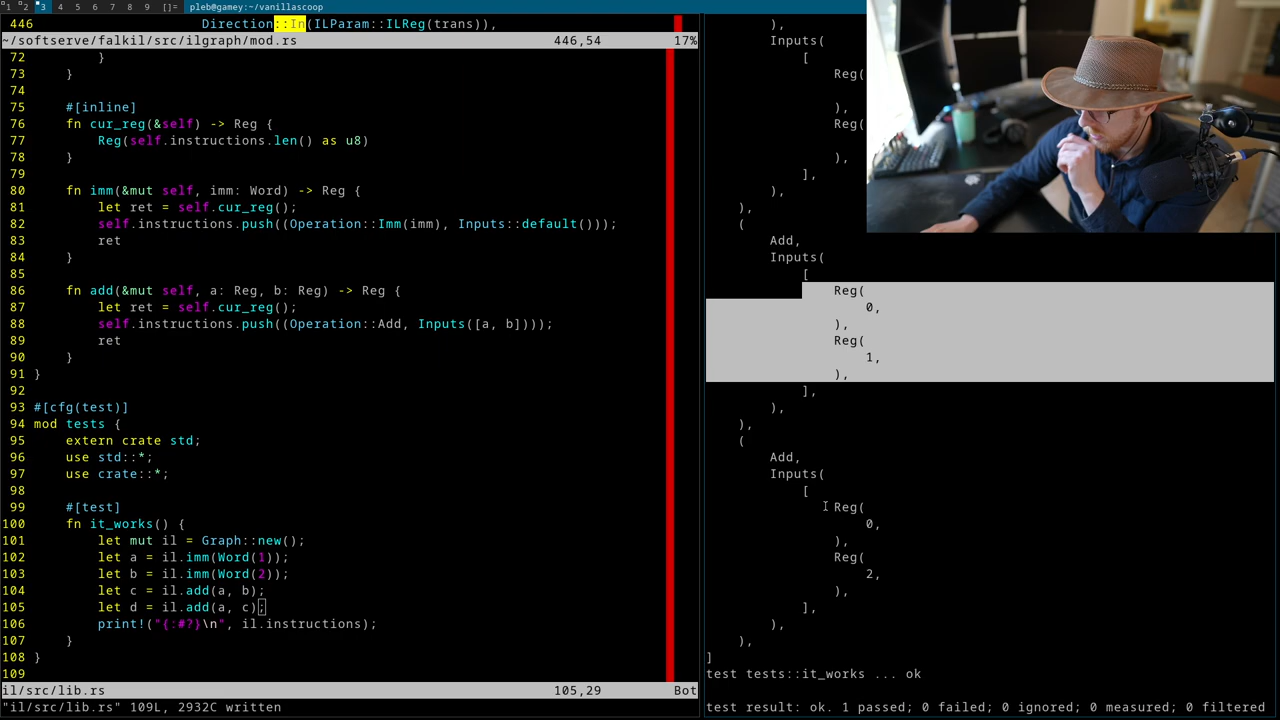 1 2 3 4 5 6 7 8 9 []= pleb@gamey:~/vanillascoop
446 Direction::In(ILParam::ILReg(trans)),
~/softserve/falkil/src/ilgraph/mod.rs 446,54 17%
72 }
73 }
74
75 #[inline]
76 fn cur_reg(&self) -> Reg {
77 Reg(self.instructions.len() as u8)
78 }
79
80 fn imm(&mut self, imm: Word) -> Reg {
81 let ret = self.cur_reg();
82 self.instructions.push((Operation::Imm(imm), Inputs::default()));
83 ret
84 }
85
86 fn add(&mut self, a: Reg, b: Reg) -> Reg {
87 let ret = self.cur_reg();
88 self.instructions.push((Operation::Add, Inputs([a, b])));
89 ret
90 }
91 }
92
93 #[cfg(test)]
94 mod tests {
95 extern crate std;
96 use std::*;
97 use crate::*;
98
99 #[test]
100 fn it_works() {
101 let mut il = Graph::new();
102 let a = il.imm(Word(1));
103 let b = il.imm(Word(2));
104 let c = il.add(a, b);
105 let d = il.add(a, c);
106 print!("{:#?}\n", il.instructions);
107 }
108 }
109
il/src/lib.rs 105,29 Bot
"il/src/lib.rs" 109L, 2932C written
),
Inputs(
[
Reg(
),
Reg(
),
],
),
),
(
Add,
Inputs(
[
Reg(
0,
),
Reg(
1,
),
],
),
),
(
Add,
Inputs(
[
Reg(
0,
),
Reg(
2,
),
],
),
),
]
test tests::it_works ... ok
test result: ok. 1 passed; 0 failed; 0 ignored; 0 measured; 0 filtered